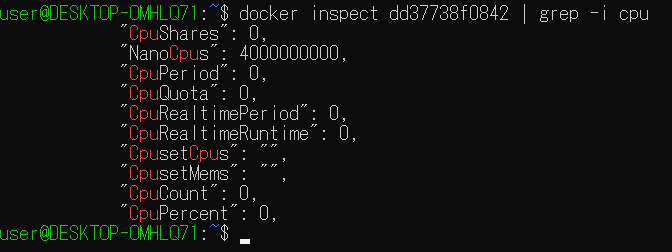 user@DESKTOP-OMHLQ71:~$ docker inspect dd37738f0842 | grep -i cpu
"CpuShares": 0,
"NanoCpus": 4000000000,
"CpuPeriod": 0,
"CpuQuota": 0,
"CpuRealtimePeriod": 0,
"CpuRealtimeRuntime": 0,
"CpusetCpus": "",
"CpusetMems": "",
"CpuCount": 0,
"CpuPercent": 0,
user@DESKTOP-OMHLQ71:~$